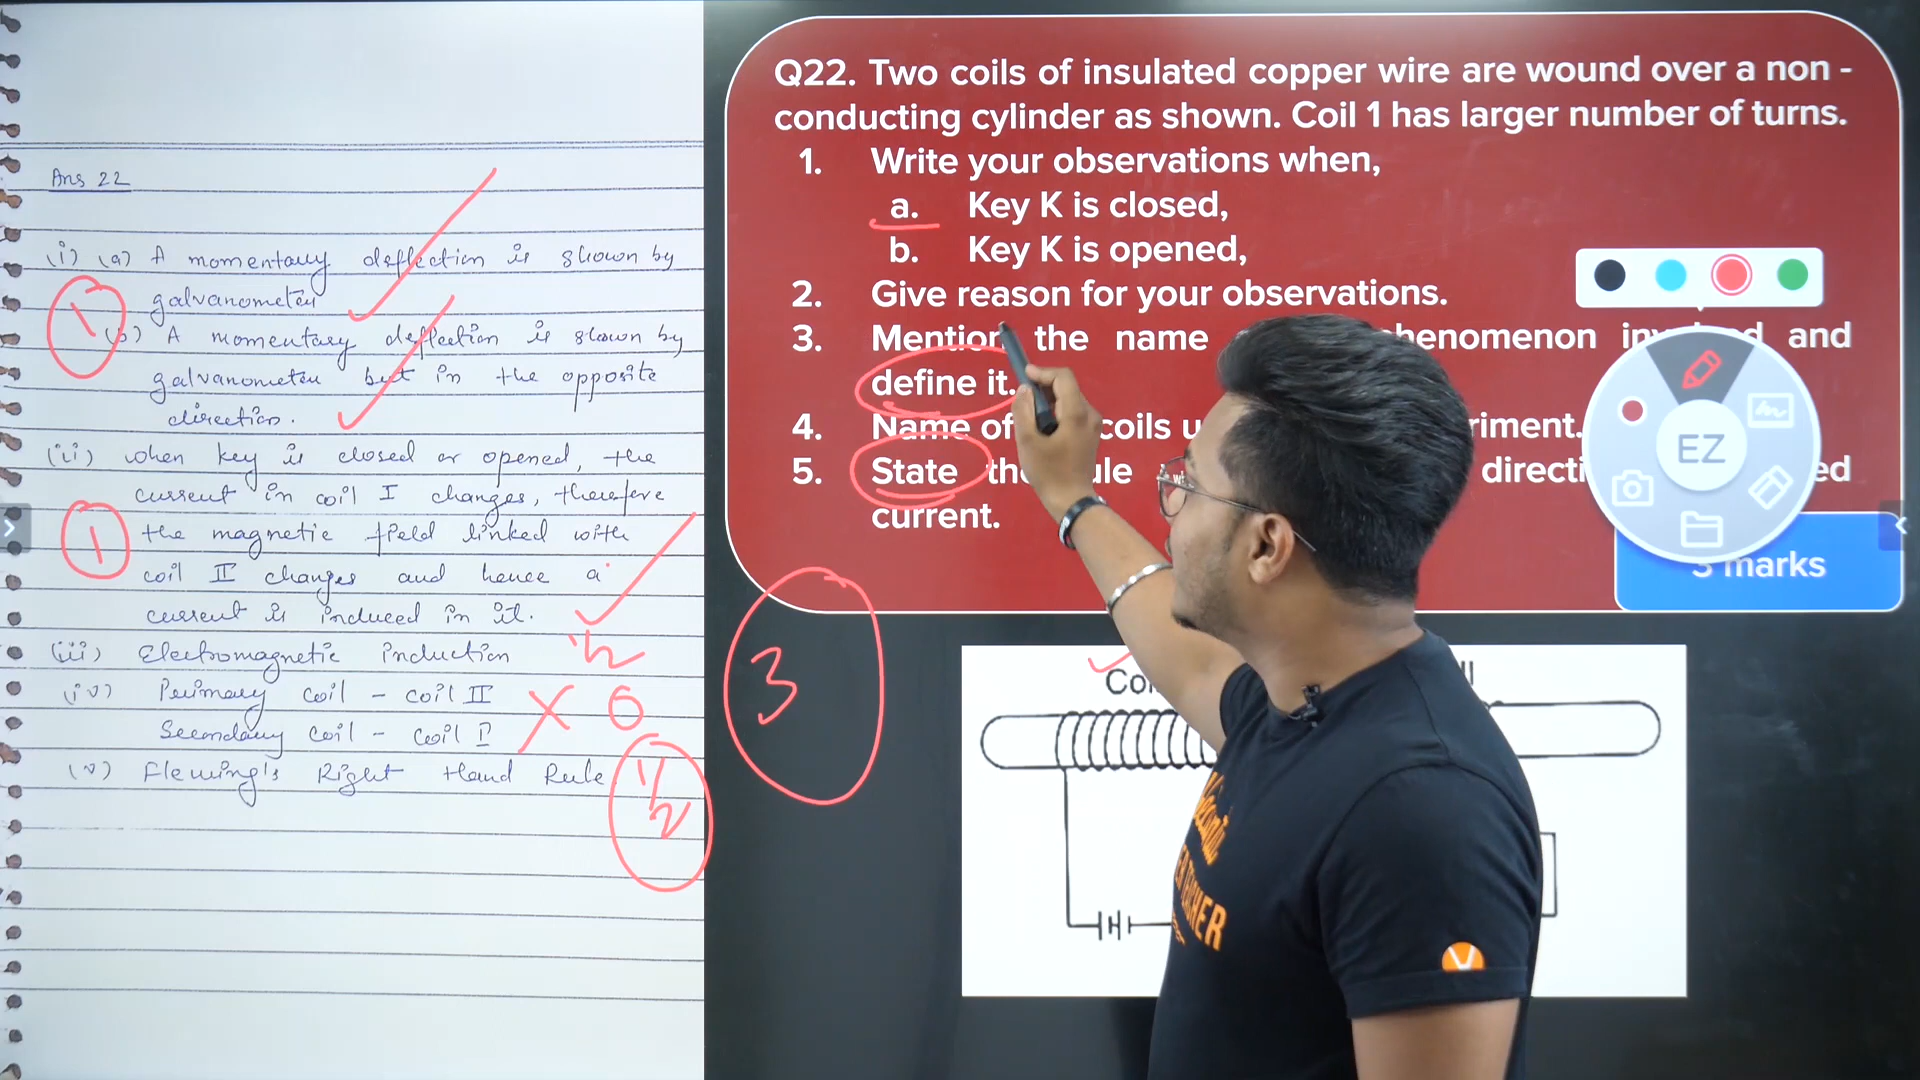 Ans 22
(i) (a) A momentary deflection is shown by
galvanometer
(b) A momentary deflection is shown by
galvanometer but in the opposite
direction.
(ii) when key is closed or opened, the
current in coil I changes, therefore
the magnetic field linked with
coil II changes and hence a
current is induced in it.
(iii) Electromagnetic induction
(iv) Primary coil - coil II
Secondary coil - coil I
(v) Fleming's Right Hand Rule
1
1
1/2
X 0
1/2
3
Q22. Two coils of insulated copper wire are wound over a non -
conducting cylinder as shown. Coil 1 has larger number of turns.
1. Write your observations when,
a. Key K is closed,
b. Key K is opened,
2. Give reason for your observations.
3. Mention the name phenomenon and
define it.
4. Name of coils
5. State
current.
marks
EZ